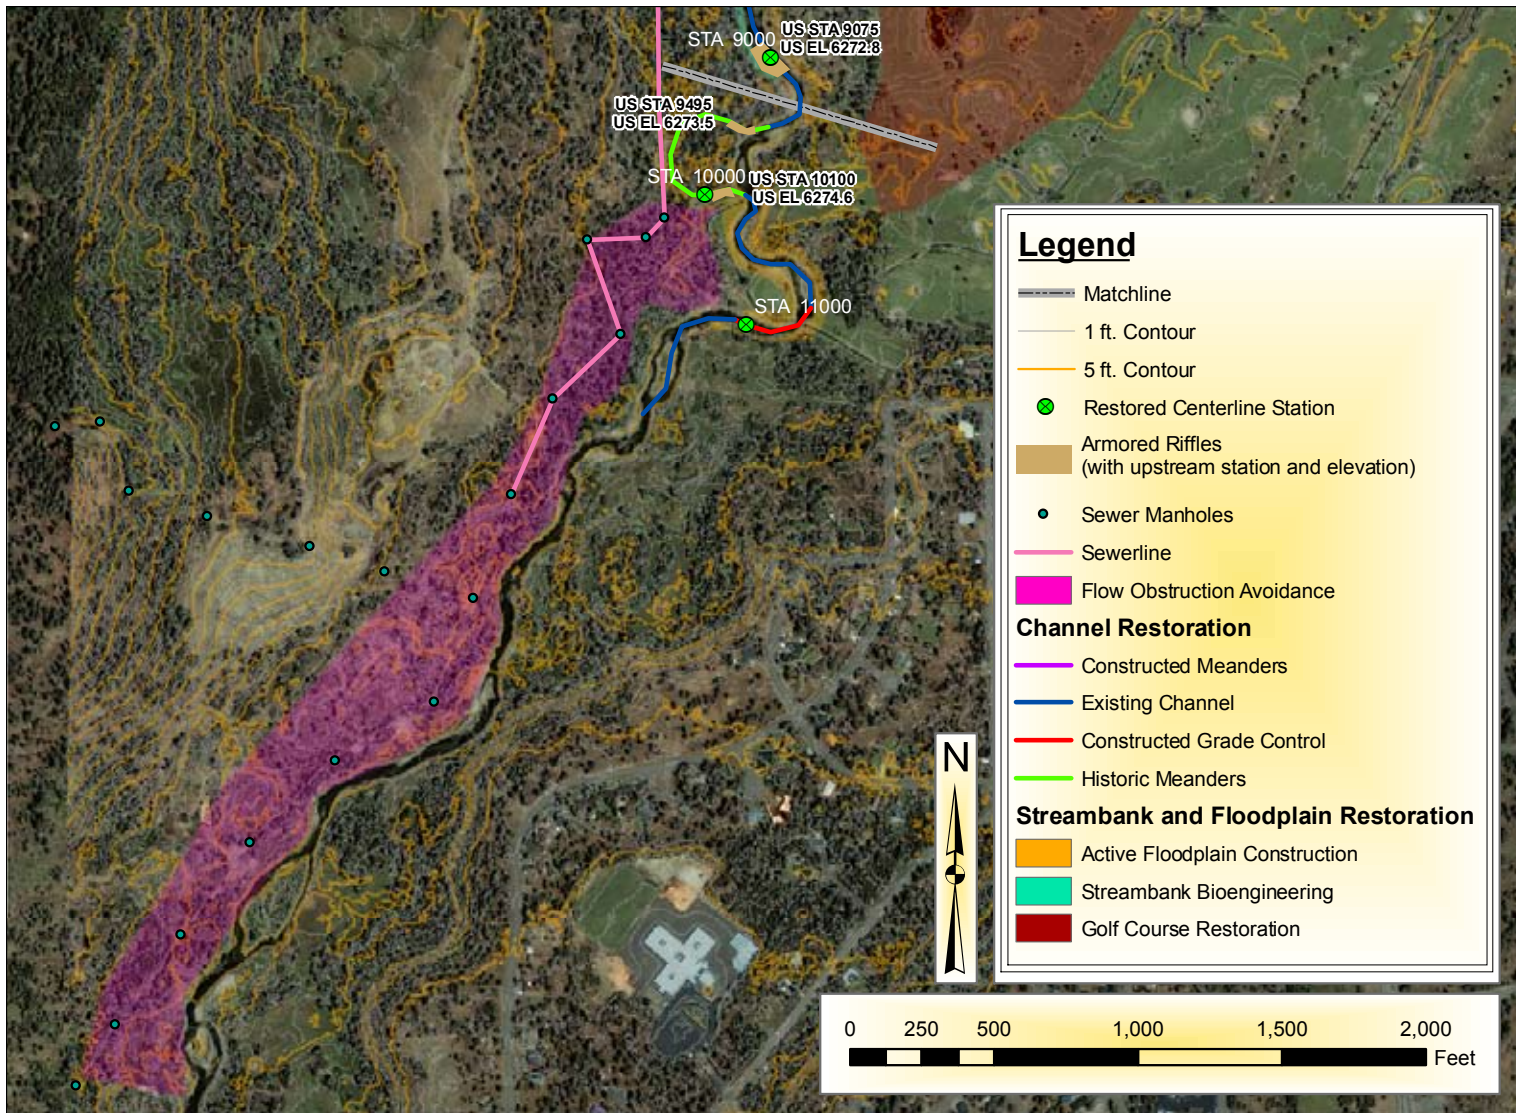 STA 9000
US STA 9075
US EL 6272.8
US STA 9495
US EL 6273.5
STA 10000
US STA 10100
US EL 6274.6
STA 11000
Legend
Matchline
1 ft. Contour
5 ft. Contour
Restored Centerline Station
Armored Riffles
(with upstream station and elevation)
Sewer Manholes
Sewerline
Flow Obstruction Avoidance
Channel Restoration
Constructed Meanders
Existing Channel
Constructed Grade Control
Historic Meanders
Streambank and Floodplain Restoration
Active Floodplain Construction
Streambank Bioengineering
Golf Course Restoration
N
0 250 500 1,000 1,500 2,000
Feet